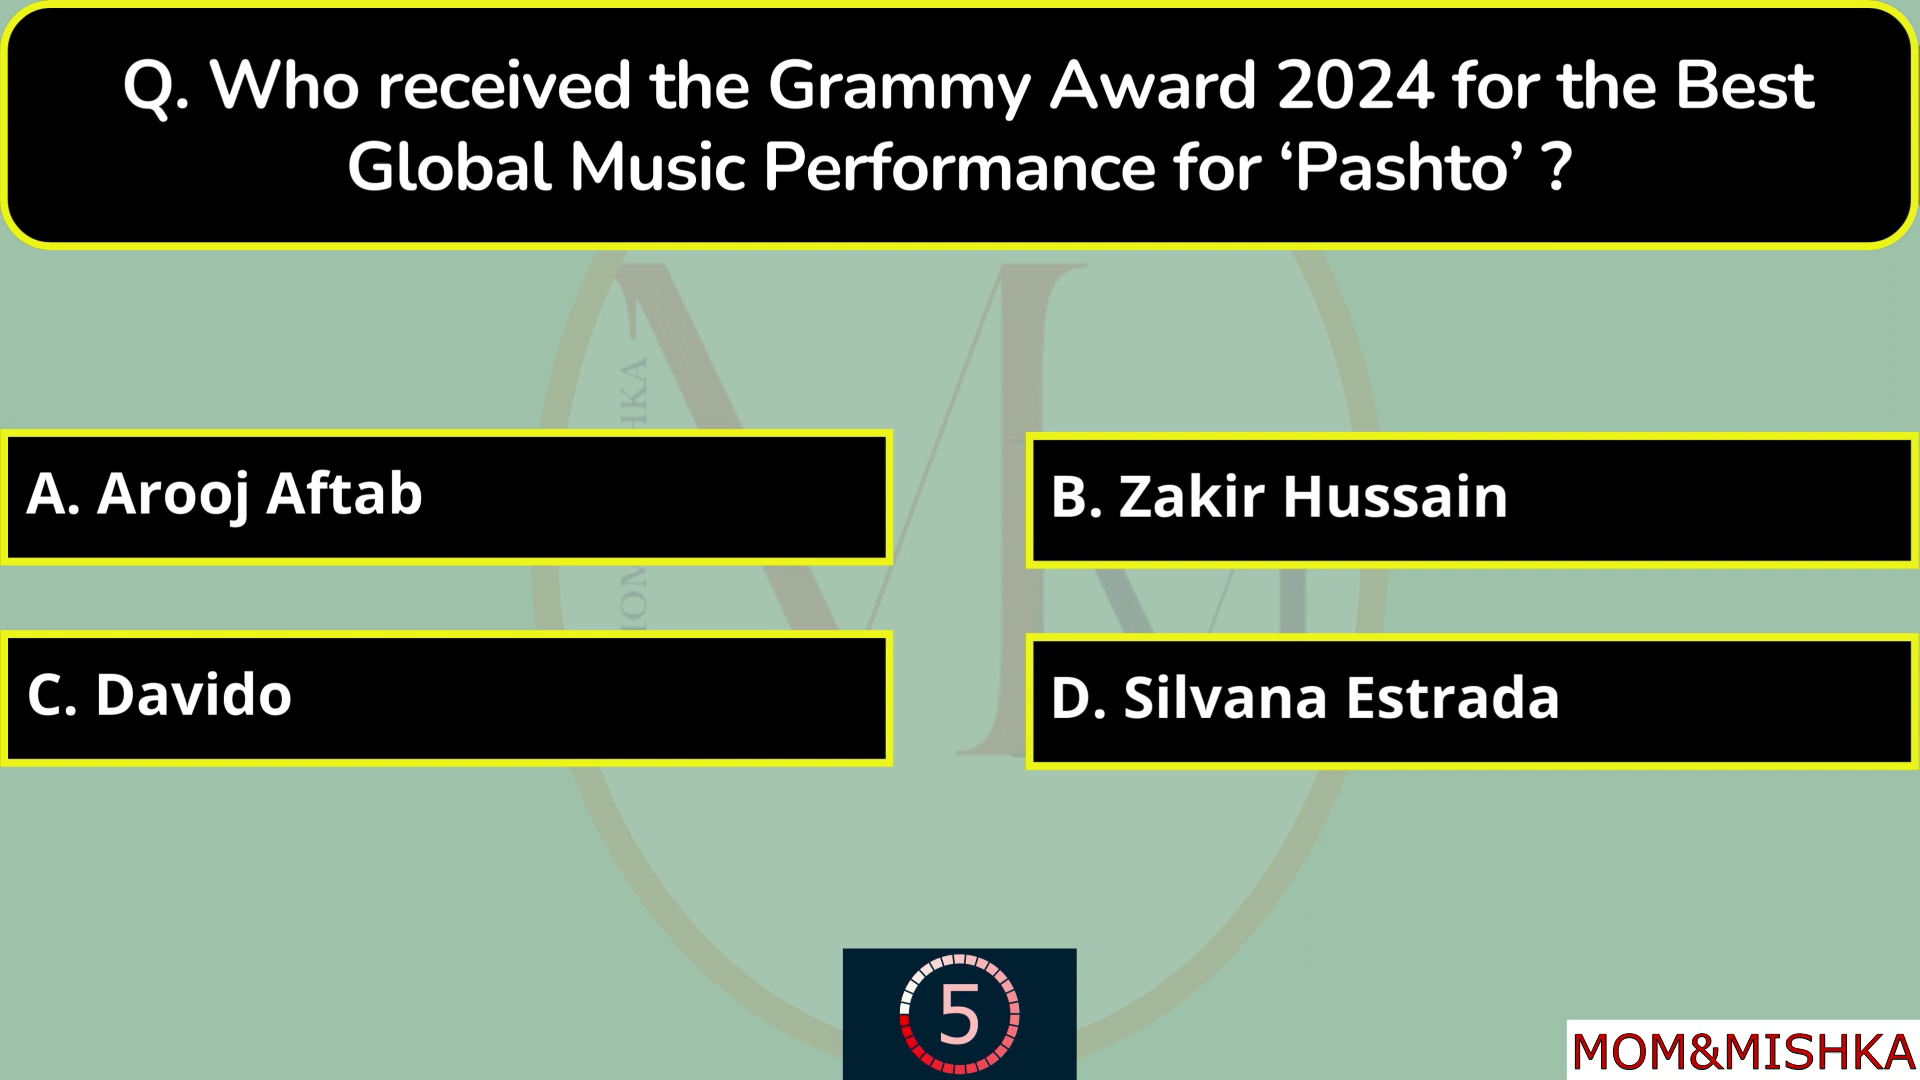 Q. Who received the Grammy Award 2024 for the Best
Global Music Performance for ‘Pashto’ ?
A. Arooj Aftab
B. Zakir Hussain
C. Davido
D. Silvana Estrada
5
MOM&MISHKA